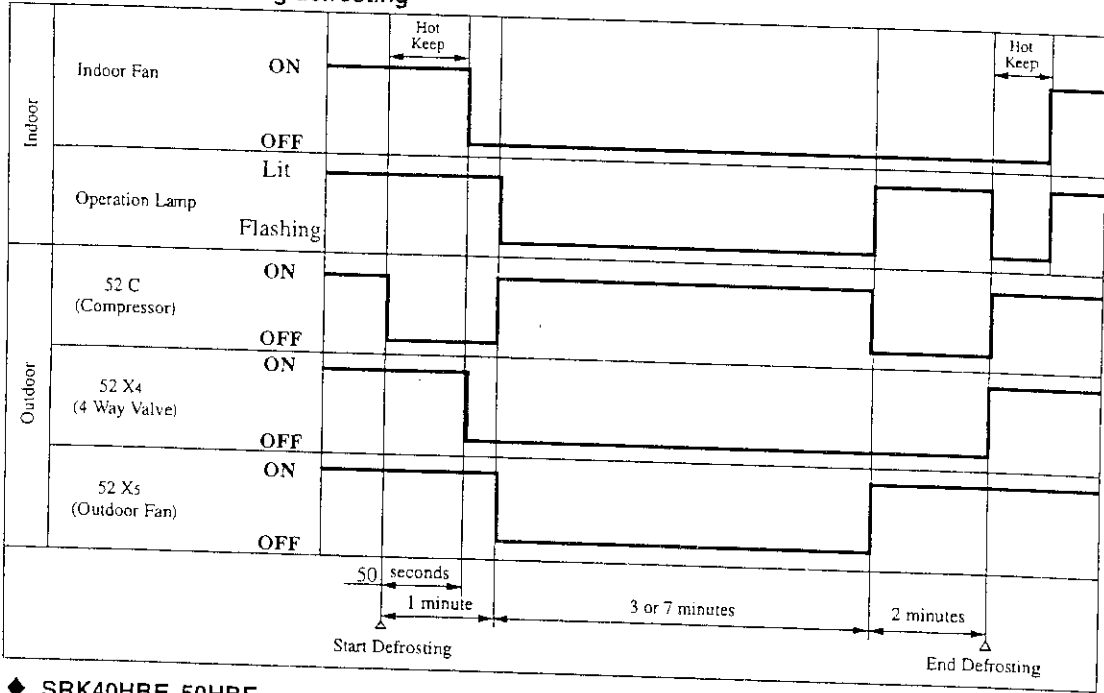 defrosting
Hot
Keep
Hot
Keep
Indoor
Indoor Fan
ON
OFF
Operation Lamp
Lit
Flashing
Outdoor
52 C
(Compressor)
ON
OFF
52 X4
(4 Way Valve)
ON
OFF
52 X5
(Outdoor Fan)
ON
OFF
50 seconds
1 minute
3 or 7 minutes
2 minutes
Start Defrosting
End Defrosting
◆ SRK40HBE, 50HBE